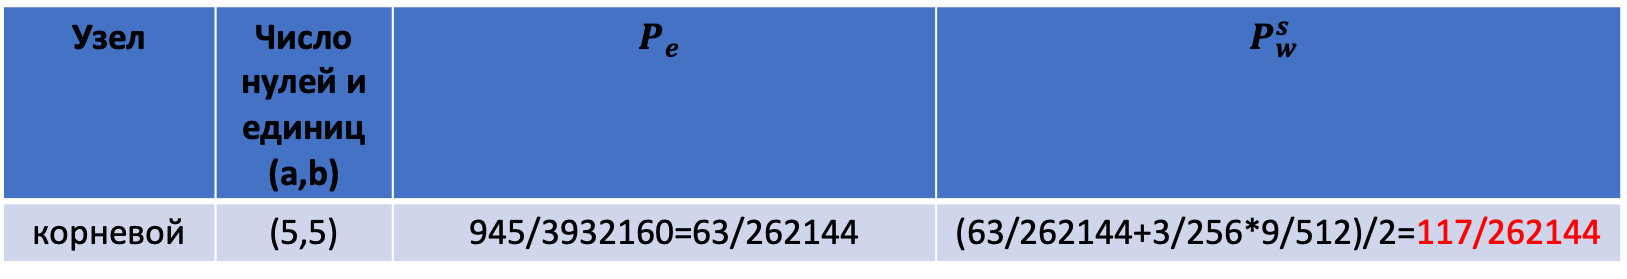 Узел
Число
нулей и
единиц
(a,b)
P_e
P_w^s
корневой
(5,5)
945/3932160=63/262144
(63/262144+3/256*9/512)/2=117/262144